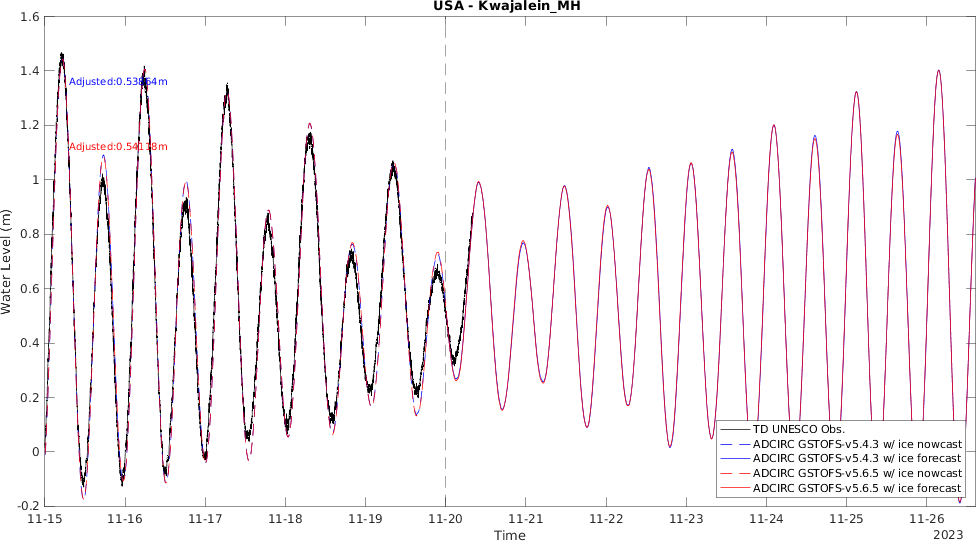 USA - Kwajalein_MH
1.6
1.4
1.2
1
0.8
0.6
0.4
0.2
0
-0.2
Water Level (m)
Adjusted:0.53864m
Adjusted:0.54118m
TD UNESCO Obs.
ADCIRC GSTOFS-v5.4.3 w/ ice nowcast
ADCIRC GSTOFS-v5.4.3 w/ ice forecast
ADCIRC GSTOFS-v5.6.5 w/ ice nowcast
ADCIRC GSTOFS-v5.6.5 w/ ice forecast
11-15 11-16 11-17 11-18 11-19 11-20 11-21 11-22 11-23 11-24 11-25 11-26
Time
2023